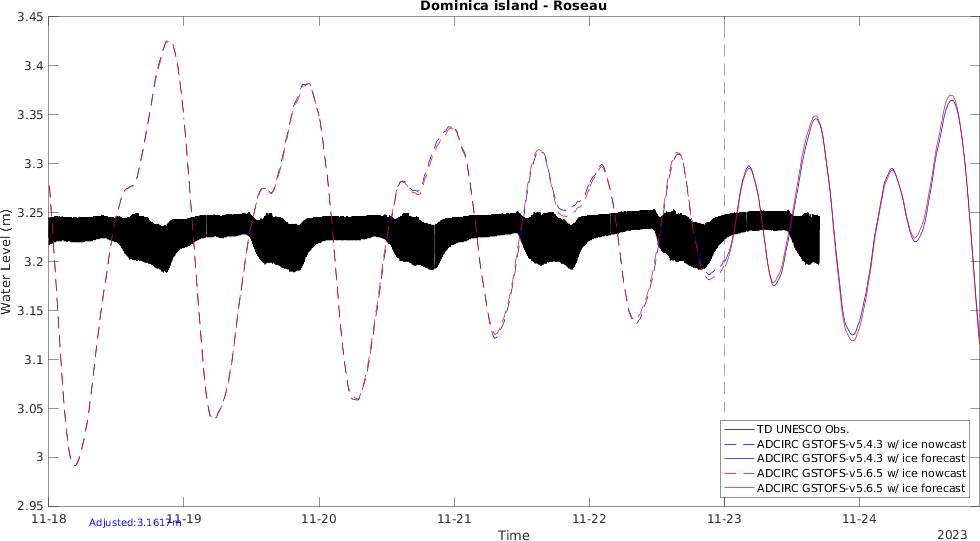 Dominica island - Roseau
3.45
3.4
3.35
3.3
3.25
3.2
3.15
3.1
3.05
3
2.95
Water Level (m)
TD UNESCO Obs.
ADCIRC GSTOFS-v5.4.3 w/ ice nowcast
ADCIRC GSTOFS-v5.4.3 w/ ice forecast
ADCIRC GSTOFS-v5.6.5 w/ ice nowcast
ADCIRC GSTOFS-v5.6.5 w/ ice forecast
11-18 11-19 11-20 11-21 11-22 11-23 11-24
Adjusted:3.1617m
Time
2023